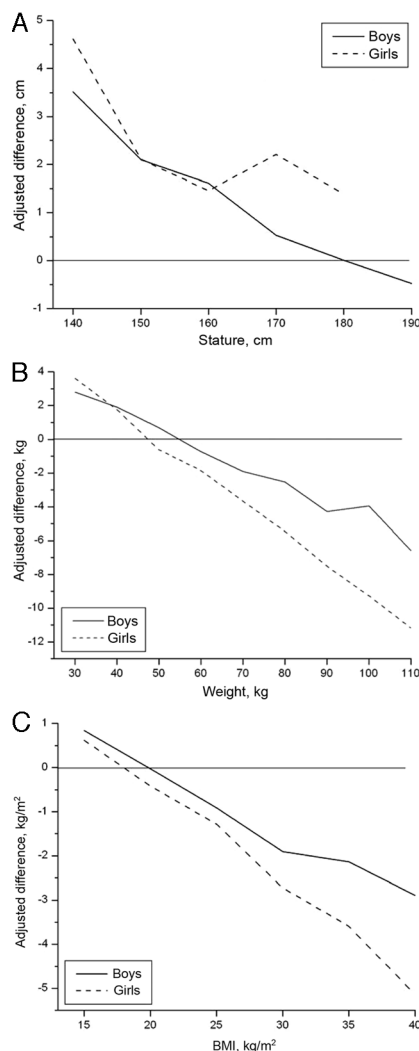 A
Boys
Girls
Adjusted difference, cm
5
4
3
2
1
0
-1
140 150 160 170 180 190
Stature, cm
B
Adjusted difference, kg
4
2
0
-2
-4
-6
-8
-10
-12
Boys
Girls
30 40 50 60 70 80 90 100 110
Weight, kg
C
Adjusted difference, kg/m²
1
0
-1
-2
-3
-4
-5
Boys
Girls
15 20 25 30 35 40
BMI, kg/m²